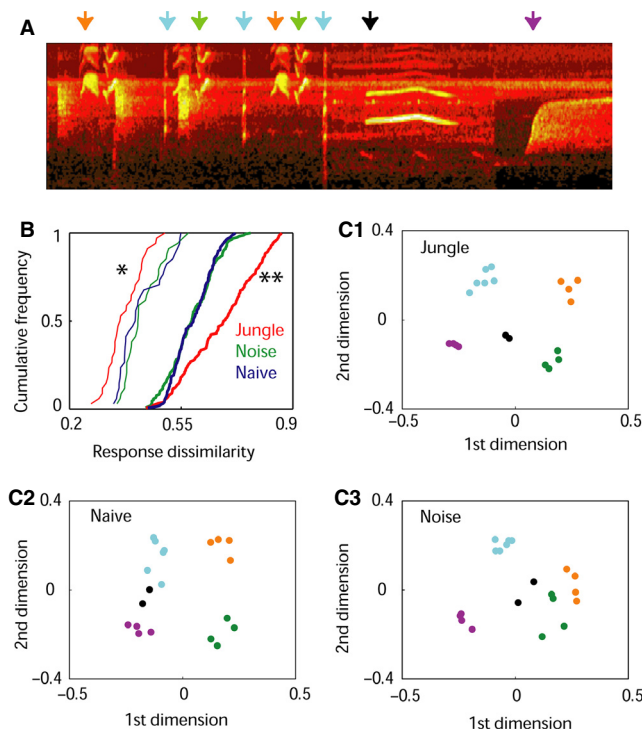 A
B
1
0.5
0
Cumulative frequency
*
**
Jungle
Noise
Naive
0.2
0.55
0.9
Response dissimilarity
C1
Jungle
0.4
0
−0.4
2nd dimension
−0.5
0
0.5
1st dimension
C2
Naive
0.4
0
−0.4
2nd dimension
−0.5
0
0.5
1st dimension
C3
Noise
0.4
0
−0.4
2nd dimension
−0.5
0
0.5
1st dimension